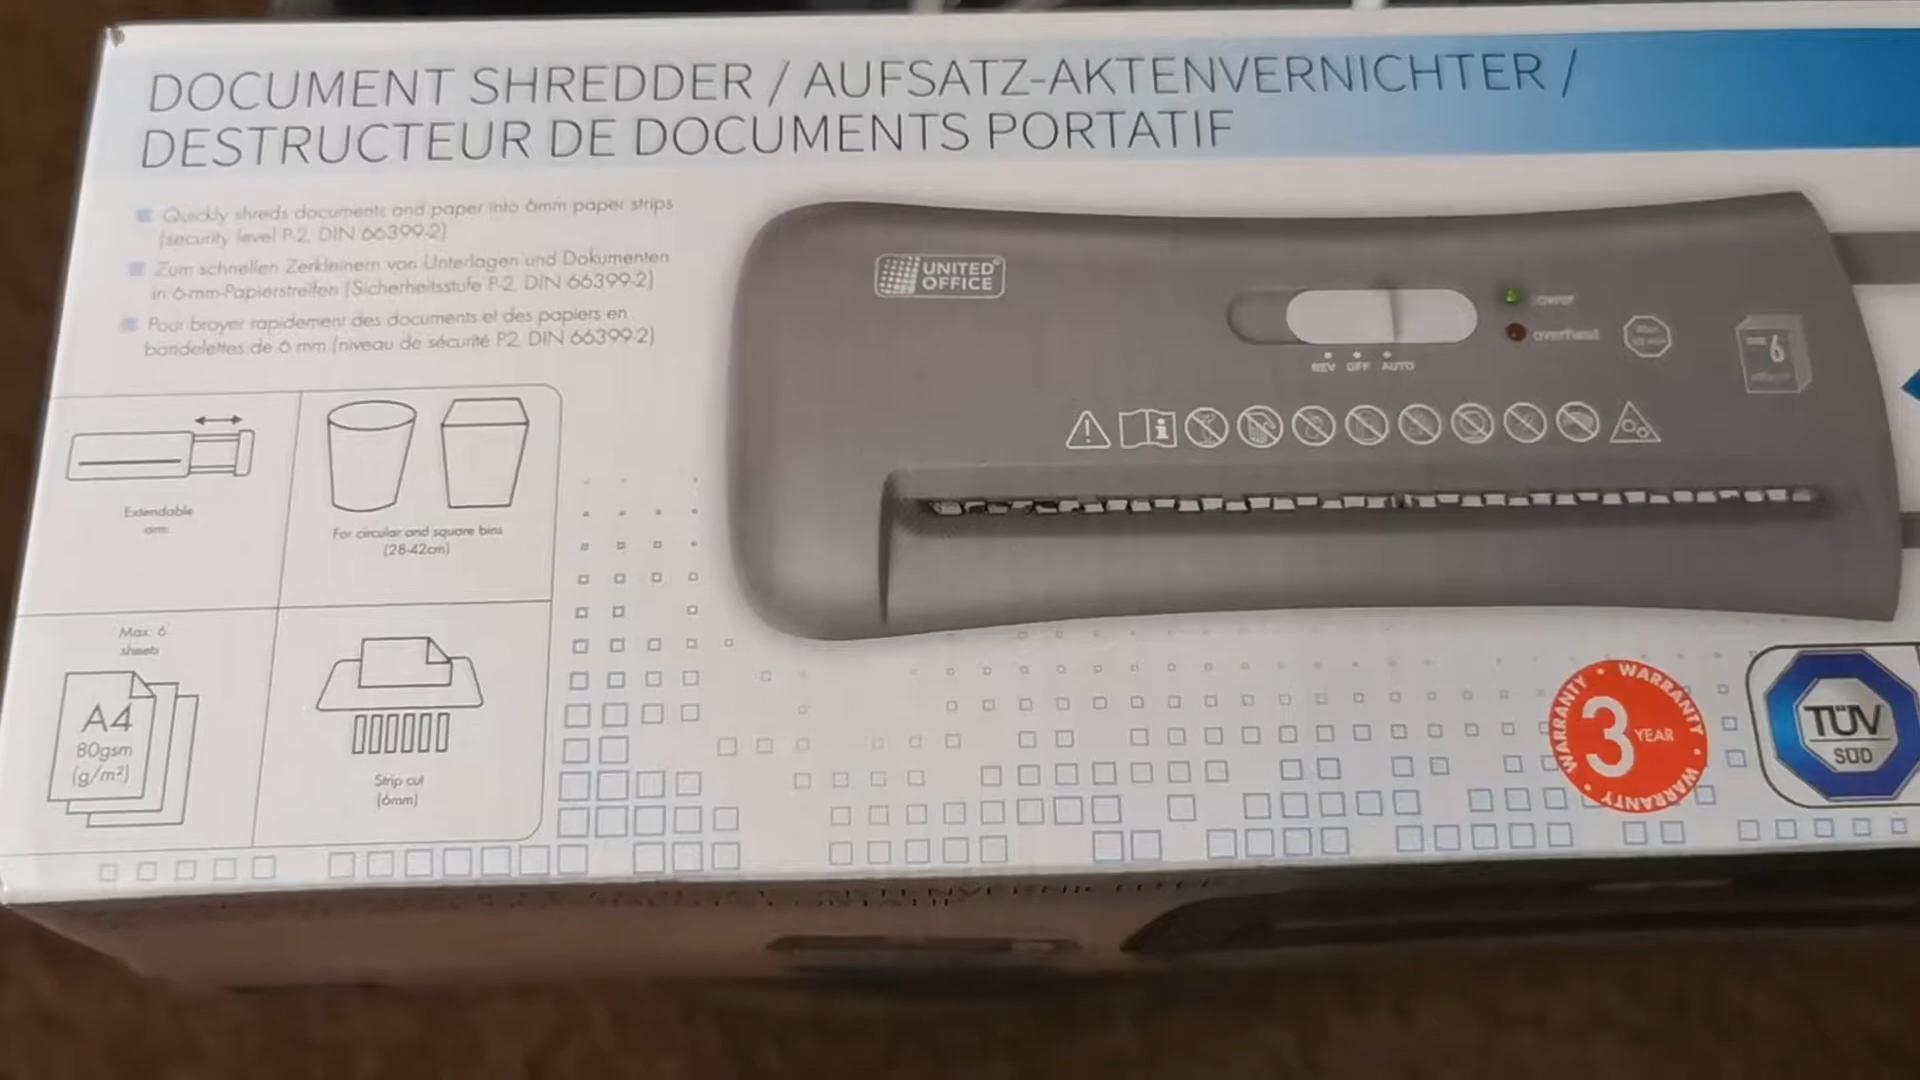 DOCUMENT SHREDDER / AUFSATZ-AKTENVERNICHTER /
DESTRUCTEUR DE DOCUMENTS PORTATIF
Quickly shreds documents and paper into 6mm paper strips
(security level P-2, DIN 66399-2)
Zum schnellen Zerkleinern von Unterlagen und Dokumenten
in 6-mm-Papierstreifen (Sicherheitsstufe P-2, DIN 66399-2)
Pour broyer rapidement des documents et des papiers en
bandelettes de 6 mm (niveau de sécurité P2, DIN 66399-2)
Extendable
arm
For circular and square bins
(28-42cm)
Max. 6
sheets
A4
80gsm
(g/m²)
Strip cut
(6mm)
UNITED®
OFFICE
power
overheat
REV OFF AUTO
6
WARRANTY • WARRANTY • WARRANTY •
3 YEAR
TÜV
SÜD